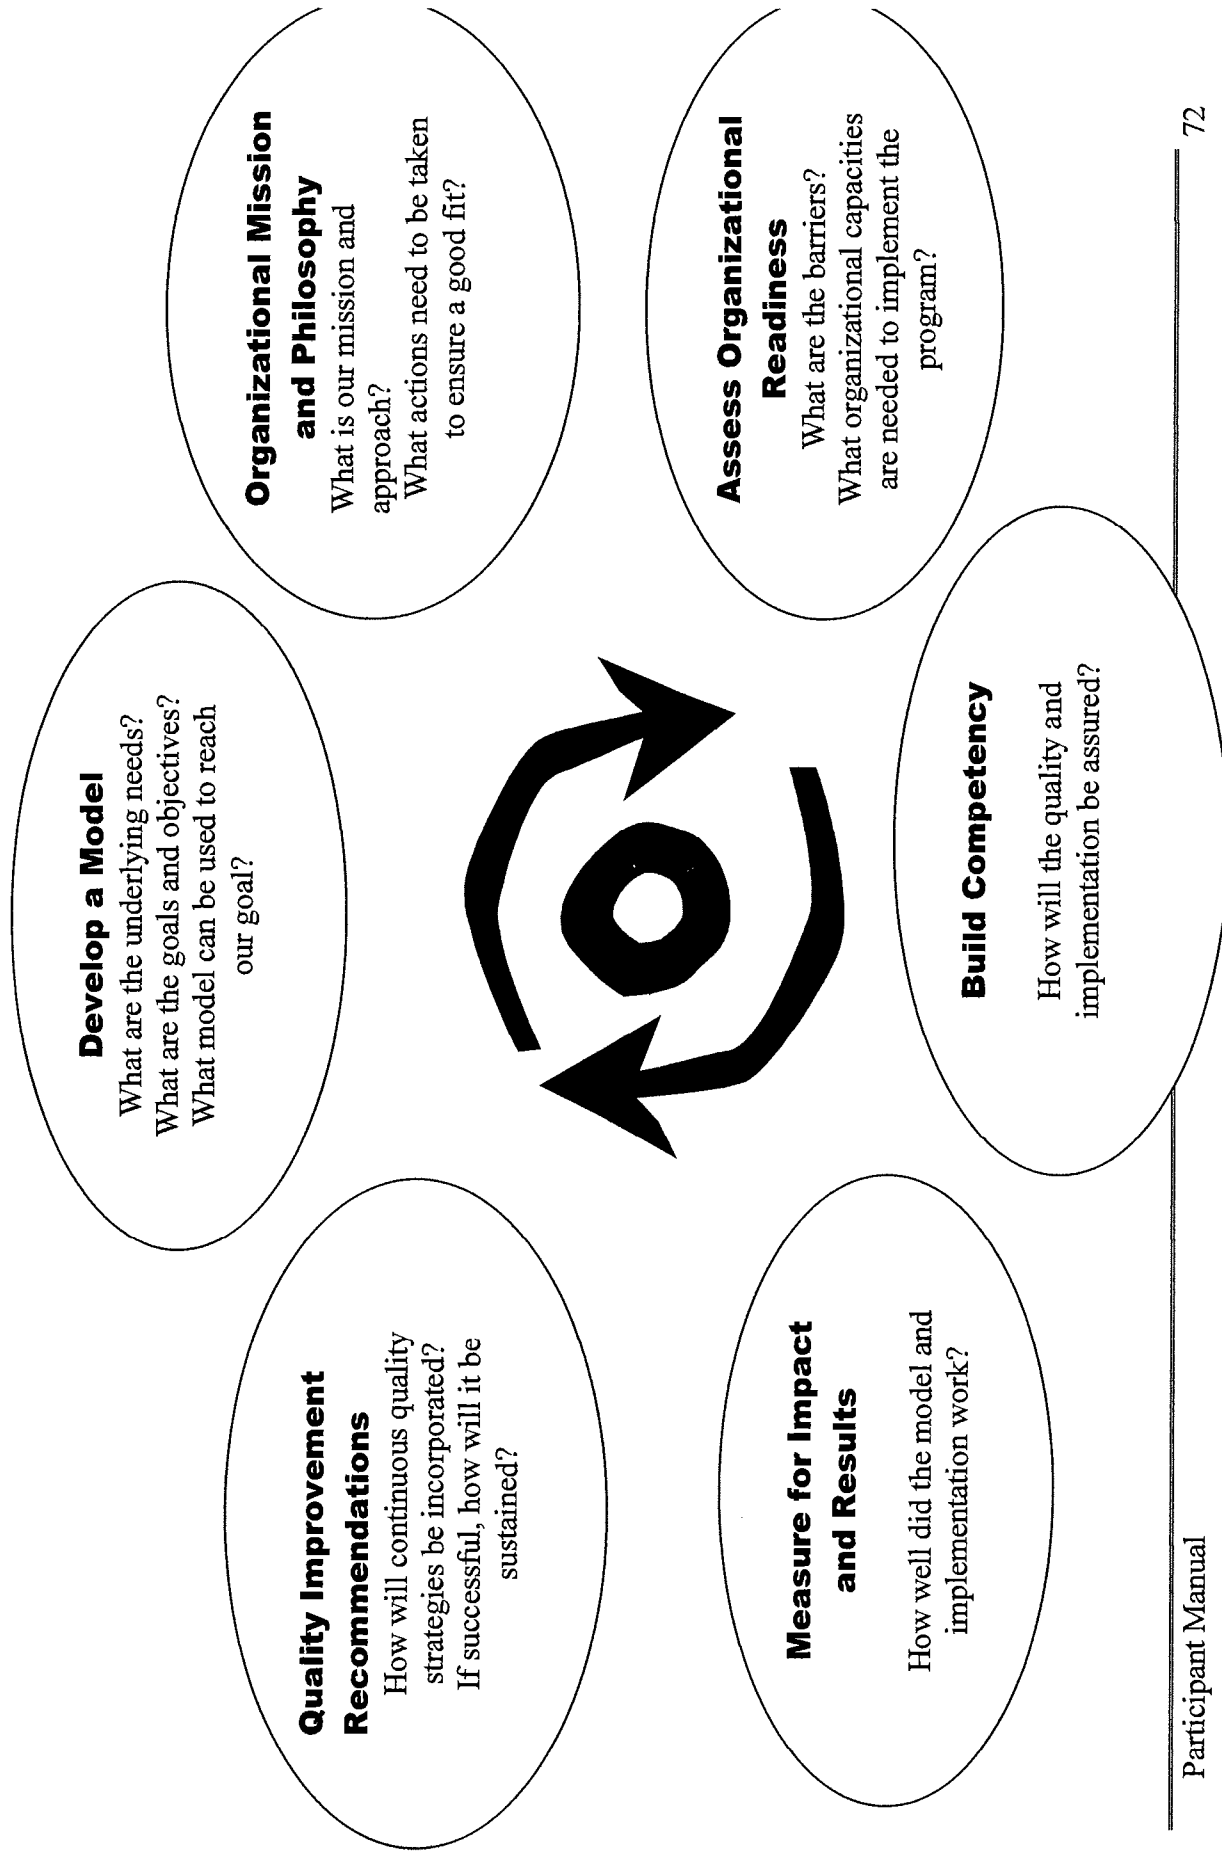 Develop a Model
What are the underlying needs?
What are the goals and objectives?
What model can be used to reach
our goal?
Organizational Mission
and Philosophy
What is our mission and
approach?
What actions need to be taken
to ensure a good fit?
Assess Organizational
Readiness
What are the barriers?
What organizational capacities
are needed to implement the
program?
Build Competency
How will the quality and
implementation be assured?
Measure for Impact
and Results
How well did the model and
implementation work?
Quality Improvement
Recommendations
How will continuous quality
strategies be incorporated?
If successful, how will it be
sustained?
Participant Manual
72